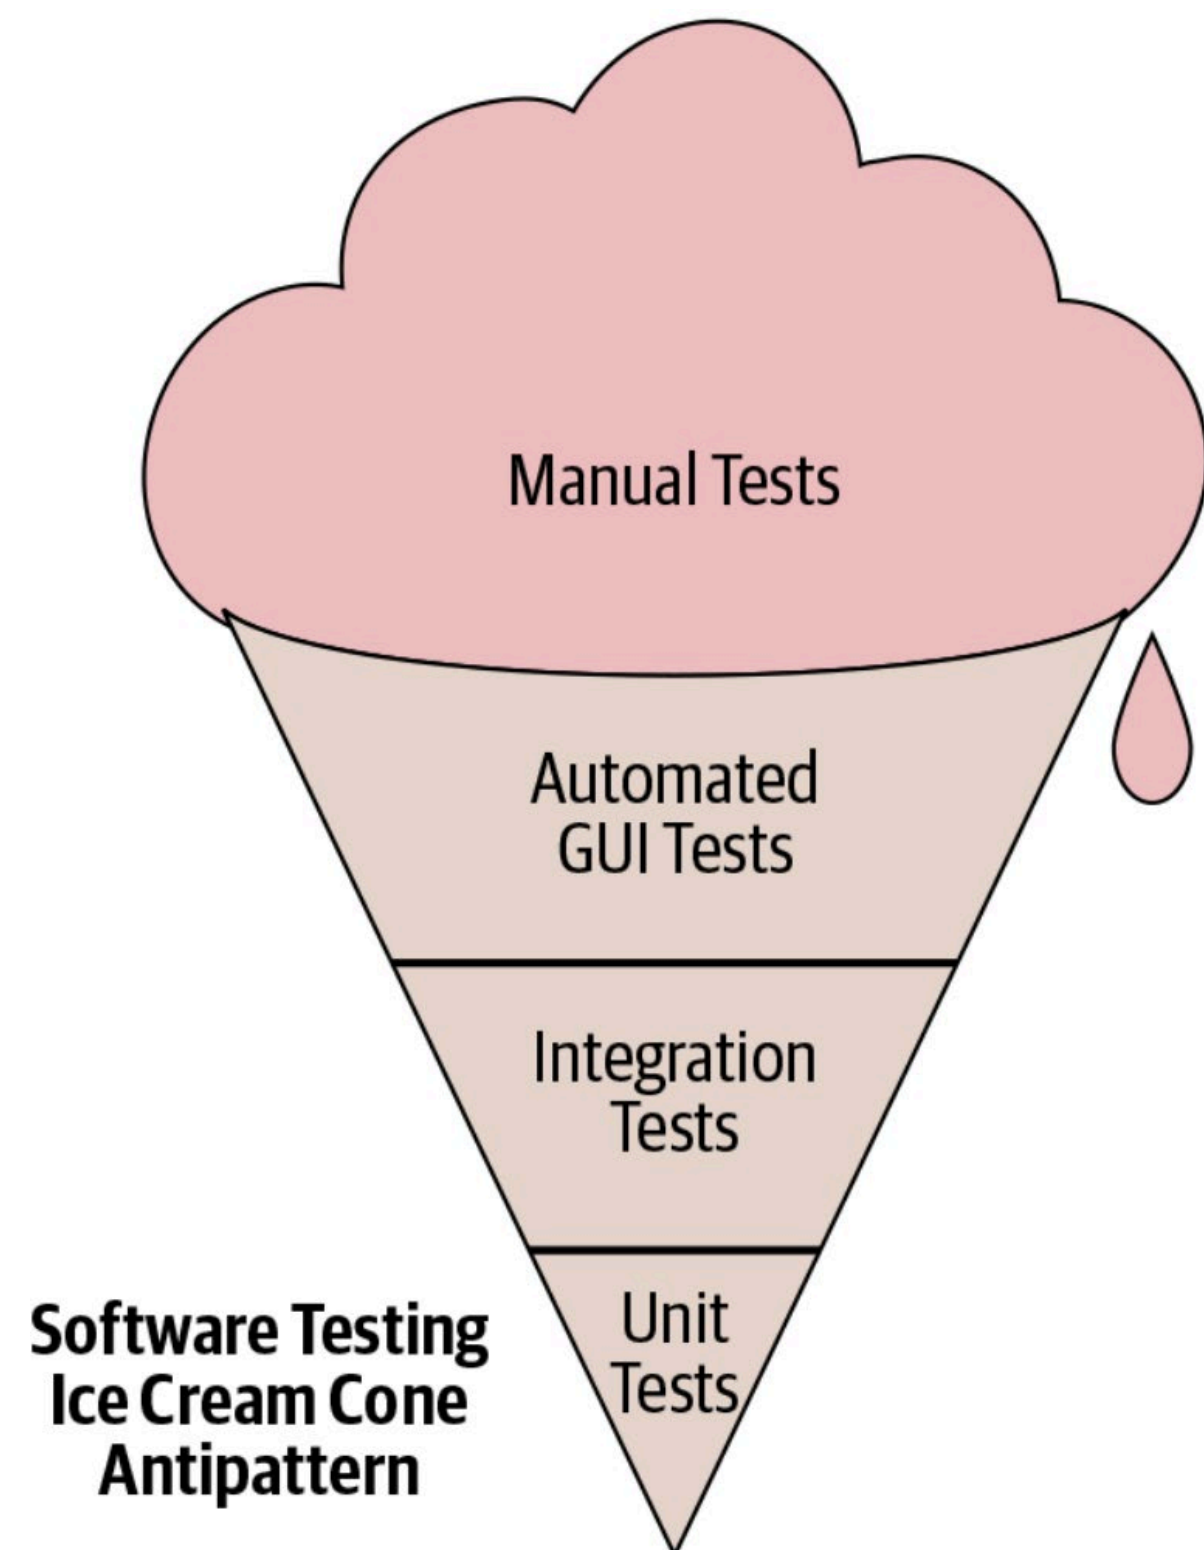 Manual Tests
Automated
GUI Tests
Integration
Tests
Unit
Tests
Software Testing
Ice Cream Cone
Antipattern